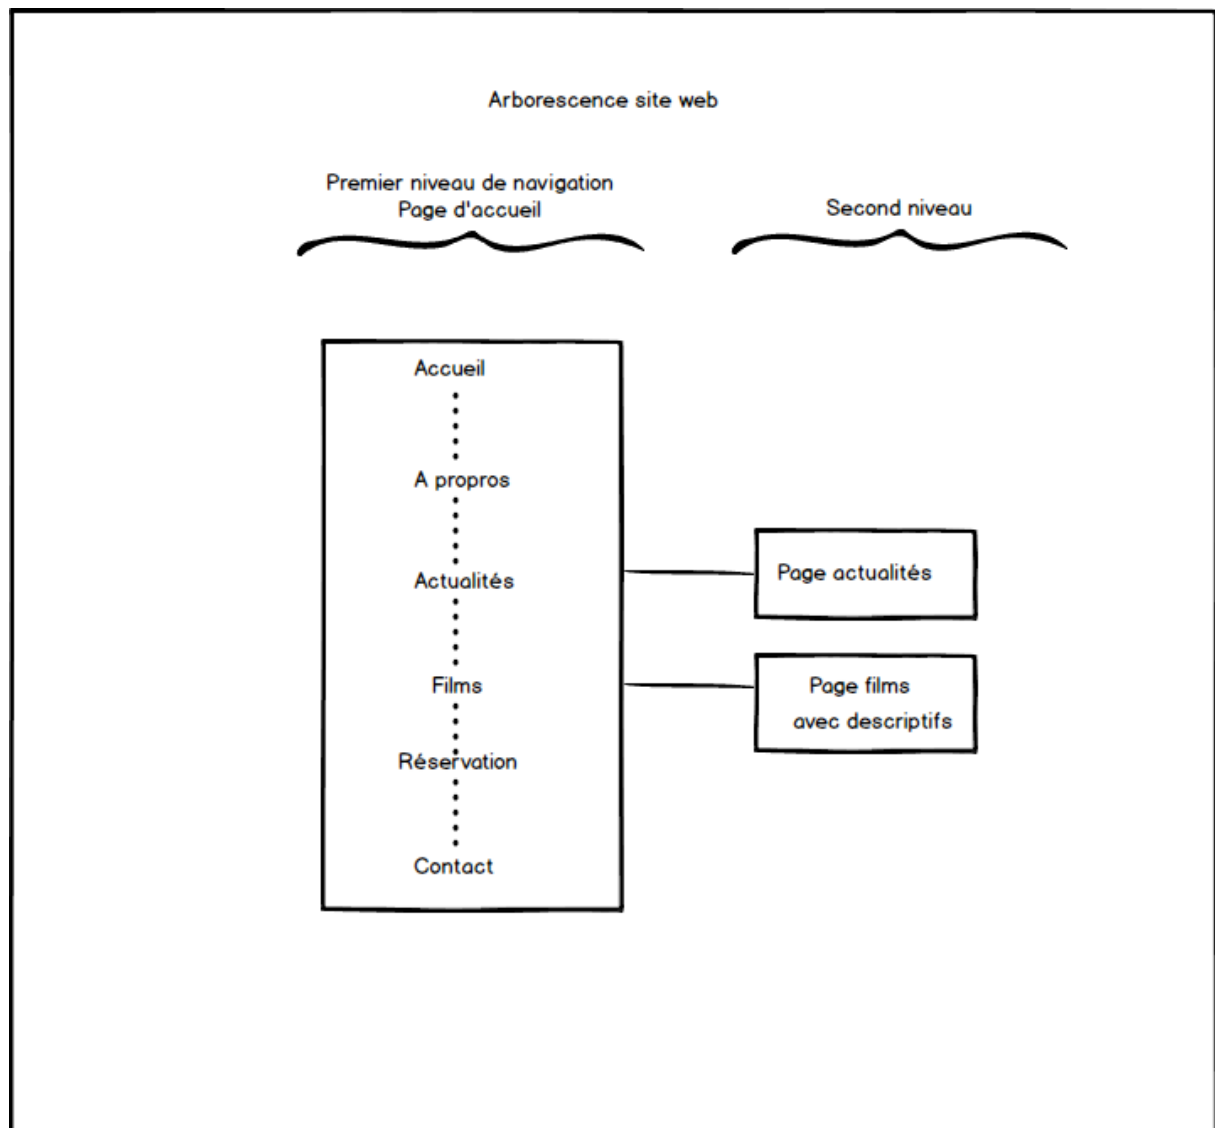 Arborescence site web
Premier niveau de navigation
Page d'accueil
Second niveau
Accueil
A propros
Actualités
Films
Réservation
Contact
Page actualités
Page films
avec descriptifs